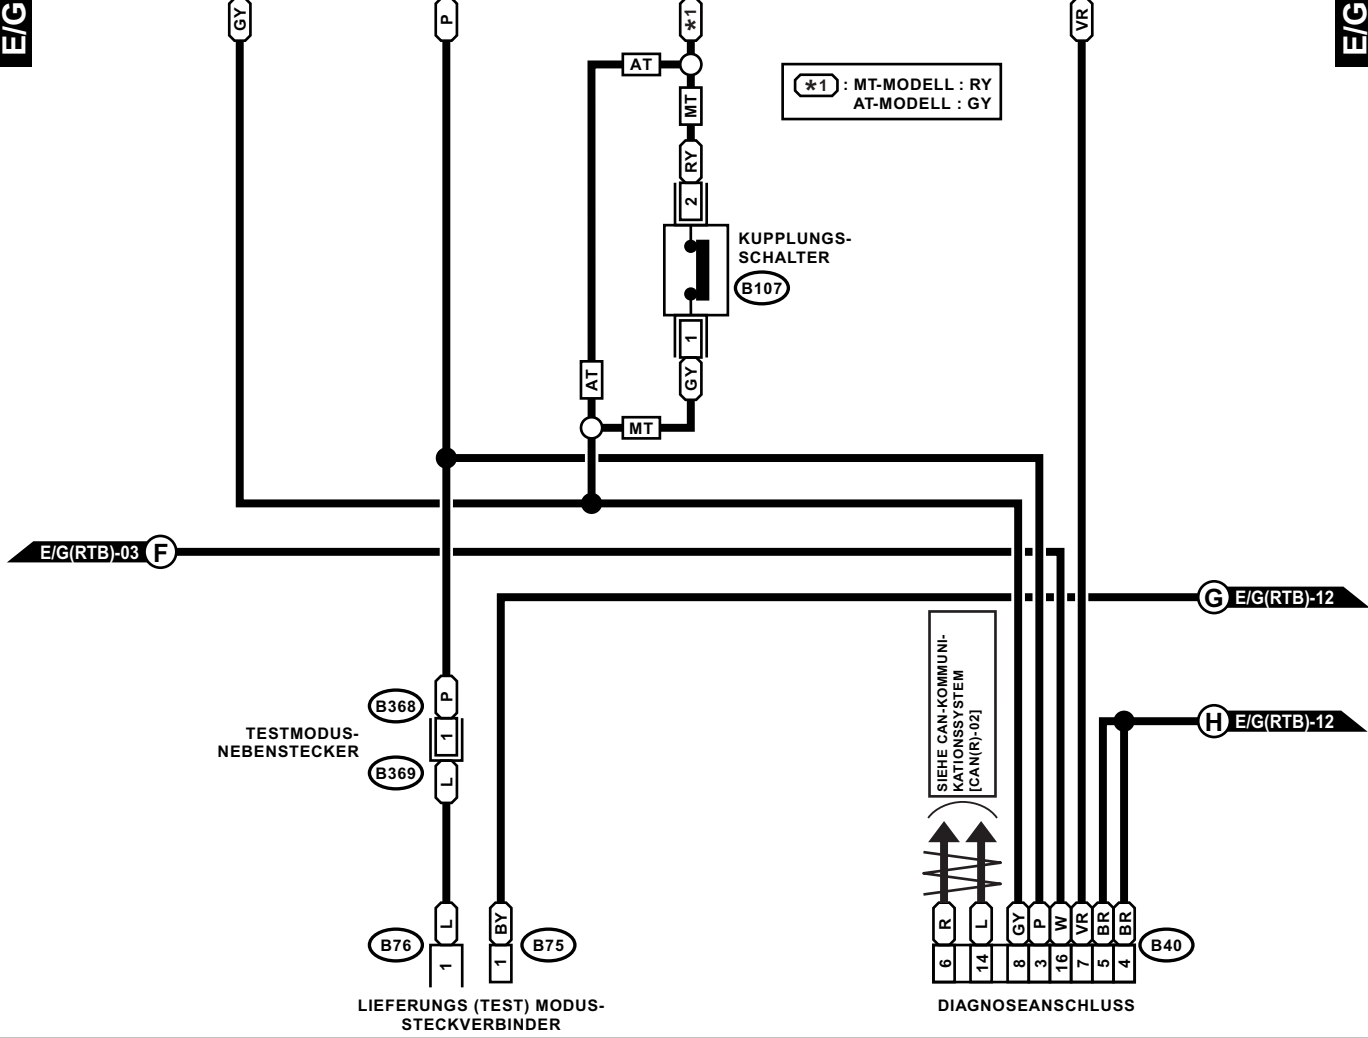 E/G
GY
P
*1
VR
E/G
AT
MT
*1 : MT-MODELL : RY
AT-MODELL : GY
RY
2
KUPPLUNGS-
SCHALTER
B107
1
AT
GY
MT
E/G(RTB)-03 F
G E/G(RTB)-12
SIEHE CAN-KOMMUNI-
KATIONSSYSTEM
[CAN(R)-02]
B368
P
TESTMODUS-
NEBENSTECKER
1
B369
L
H E/G(RTB)-12
L
BY
R
L
GY
P
W
VR
BR
BR
B76
1
1
B75
6
14
8
3
16
7
5
4
B40
LIEFERUNGS (TEST) MODUS-
STECKVERBINDER
DIAGNOSEANSCHLUSS